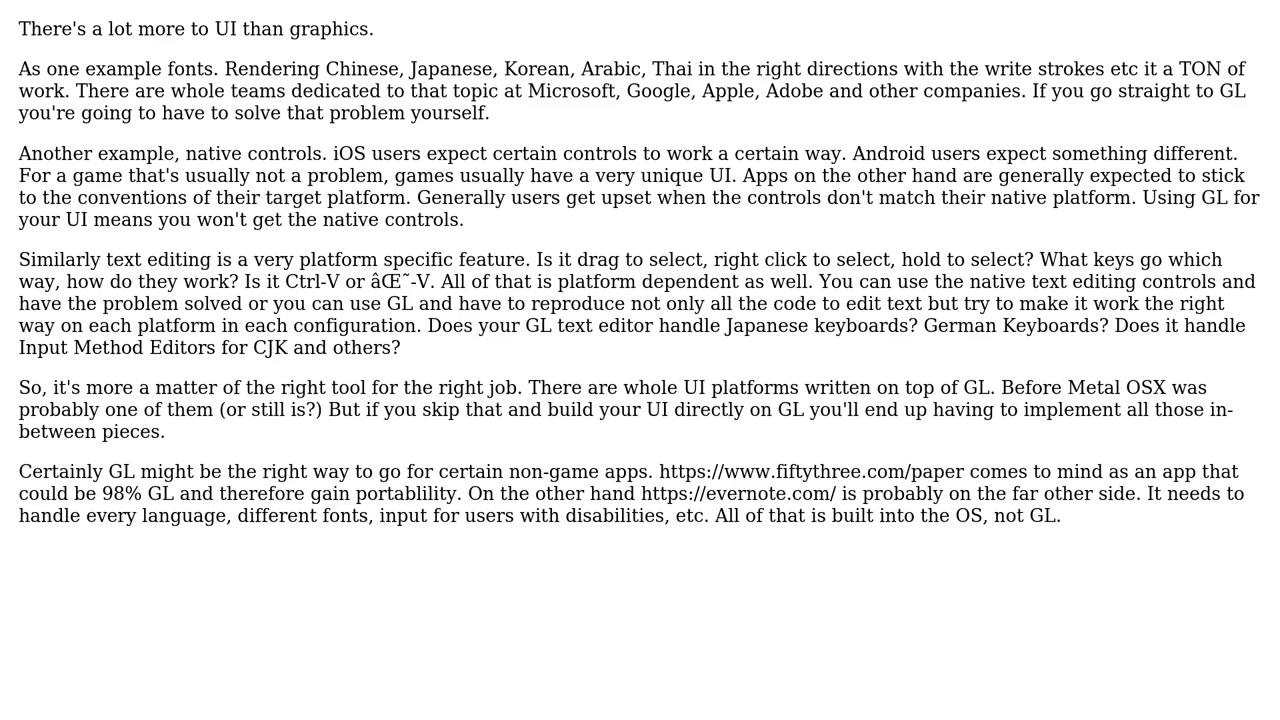 There's a lot more to UI than graphics.
As one example fonts. Rendering Chinese, Japanese, Korean, Arabic, Thai in the right directions with the write strokes etc it a TON of
work. There are whole teams dedicated to that topic at Microsoft, Google, Apple, Adobe and other companies. If you go straight to GL
you're going to have to solve that problem yourself.
Another example, native controls. iOS users expect certain controls to work a certain way. Android users expect something different.
For a game that's usually not a problem, games usually have a very unique UI. Apps on the other hand are generally expected to stick
to the conventions of their target platform. Generally users get upset when the controls don't match their native platform. Using GL for
your UI means you won't get the native controls.
Similarly text editing is a very platform specific feature. Is it drag to select, right click to select, hold to select? What keys go which
way, how do they work? Is it Ctrl-V or âŒ˜-V. All of that is platform dependent as well. You can use the native text editing controls and
have the problem solved or you can use GL and have to reproduce not only all the code to edit text but try to make it work the right
way on each platform in each configuration. Does your GL text editor handle Japanese keyboards? German Keyboards? Does it handle
Input Method Editors for CJK and others?
So, it's more a matter of the right tool for the right job. There are whole UI platforms written on top of GL. Before Metal OSX was
probably one of them (or still is?) But if you skip that and build your UI directly on GL you'll end up having to implement all those in-
between pieces.
Certainly GL might be the right way to go for certain non-game apps. https://www.fiftythree.com/paper comes to mind as an app that
could be 98% GL and therefore gain portablility. On the other hand https://evernote.com/ is probably on the far other side. It needs to
handle every language, different fonts, input for users with disabilities, etc. All of that is built into the OS, not GL.